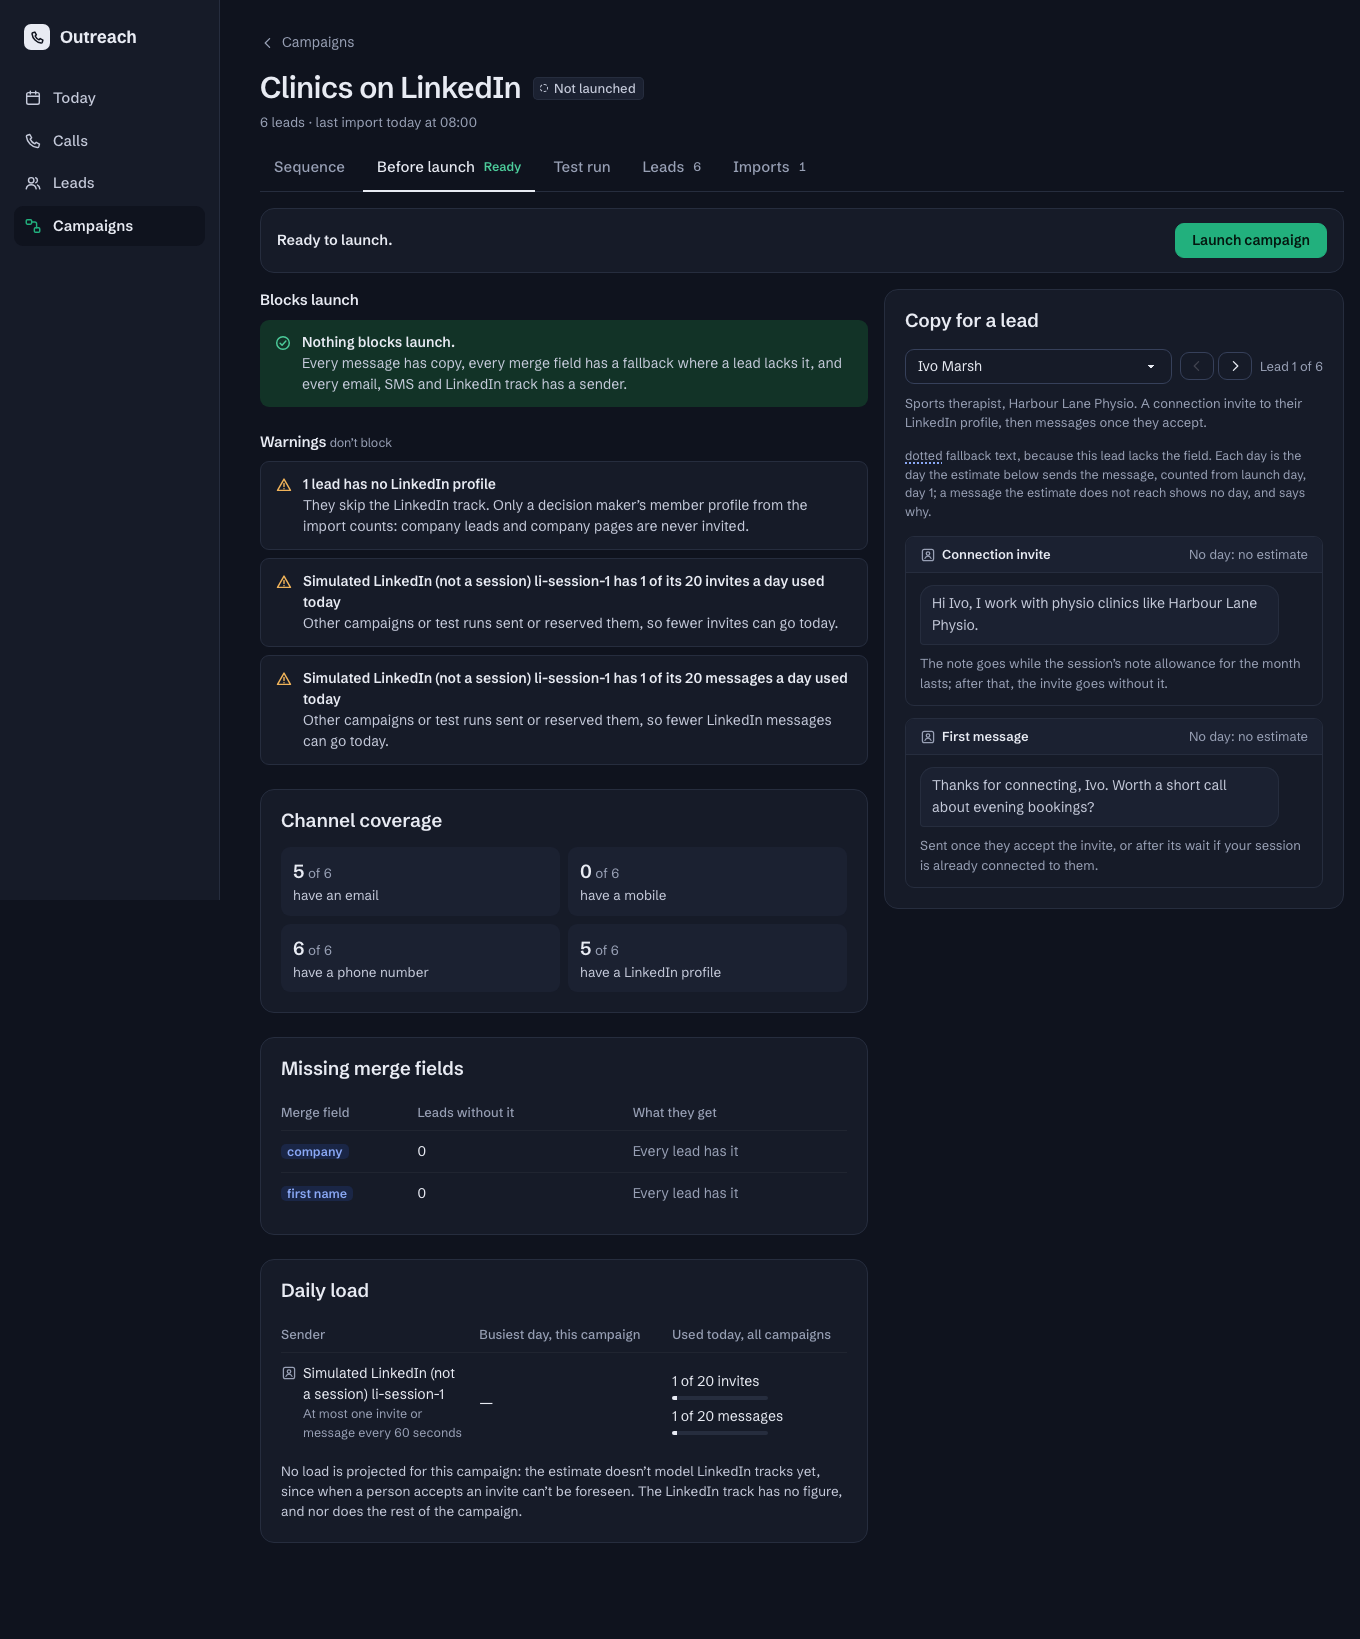 Outreach
Today
Calls
Leads
Campaigns
Campaigns
Clinics on LinkedIn
Not launched
6 leads · last import today at 08:00
Sequence
Before launch Ready
Test run
Leads 6
Imports 1
Ready to launch.
Launch campaign
Blocks launch
Nothing blocks launch.
Every message has copy, every merge field has a fallback where a lead lacks it, and
every email, SMS and LinkedIn track has a sender.
Warnings don’t block
1 lead has no LinkedIn profile
They skip the LinkedIn track. Only a decision maker’s member profile from the
import counts: company leads and company pages are never invited.
Simulated LinkedIn (not a session) li-session-1 has 1 of its 20 invites a day used
today
Other campaigns or test runs sent or reserved them, so fewer invites can go today.
Simulated LinkedIn (not a session) li-session-1 has 1 of its 20 messages a day used
today
Other campaigns or test runs sent or reserved them, so fewer LinkedIn messages
can go today.
Channel coverage
5 of 6
have an email
0 of 6
have a mobile
6 of 6
have a phone number
5 of 6
have a LinkedIn profile
Missing merge fields
Merge field
Leads without it
What they get
company
0
Every lead has it
first name
0
Every lead has it
Daily load
Sender
Busiest day, this campaign
Used today, all campaigns
Simulated LinkedIn (not
a session) li-session-1
At most one invite or
message every 60 seconds
—
1 of 20 invites
1 of 20 messages
No load is projected for this campaign: the estimate doesn’t model LinkedIn tracks yet,
since when a person accepts an invite can’t be foreseen. The LinkedIn track has no figure,
and nor does the rest of the campaign.
Copy for a lead
Ivo Marsh
Lead 1 of 6
Sports therapist, Harbour Lane Physio. A connection invite to their
LinkedIn profile, then messages once they accept.
dotted fallback text, because this lead lacks the field. Each day is the
day the estimate below sends the message, counted from launch day,
day 1; a message the estimate does not reach shows no day, and says
why.
Connection invite
No day: no estimate
Hi Ivo, I work with physio clinics like Harbour Lane
Physio.
The note goes while the session’s note allowance for the month
lasts; after that, the invite goes without it.
First message
No day: no estimate
Thanks for connecting, Ivo. Worth a short call
about evening bookings?
Sent once they accept the invite, or after its wait if your session
is already connected to them.